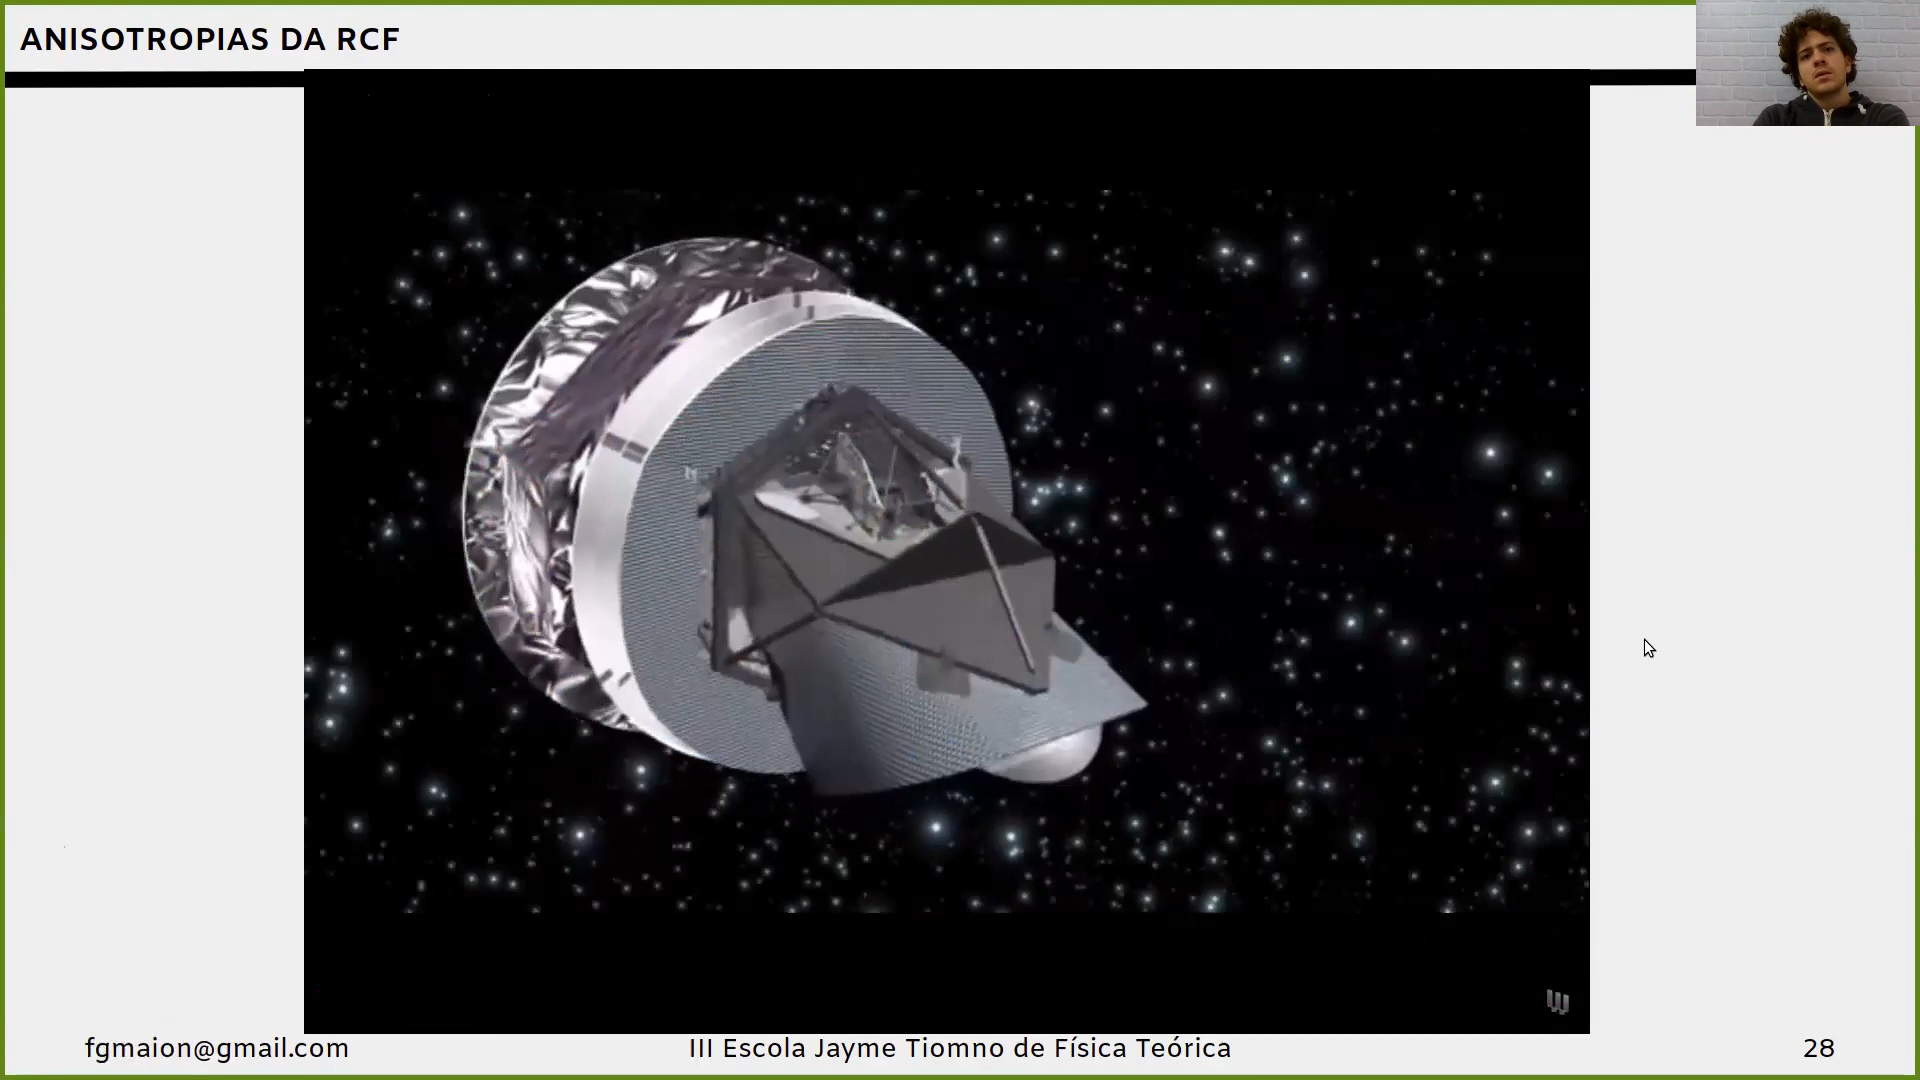 ANISOTROPIAS DA RCF
fgmaion@gmail.com
III Escola Jayme Tiomno de Física Teórica
28